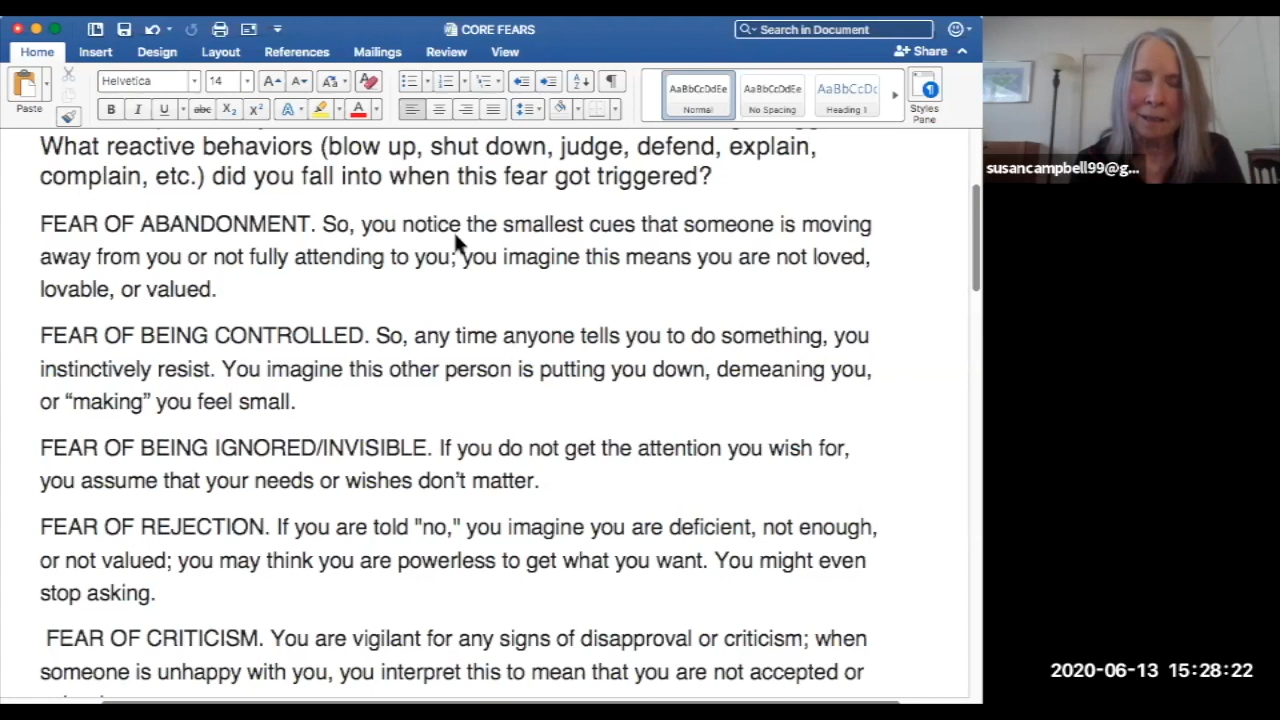 CORE FEARS
Search in Document
Home Insert Design Layout References Mailings Review View
Share
Paste
Helvetica 14
AaBbCcDdEe AaBbCcDdEe AaBbCcDc
Normal No Spacing Heading 1
Styles
Pane
What reactive behaviors (blow up, shut down, judge, defend, explain,
complain, etc.) did you fall into when this fear got triggered?
FEAR OF ABANDONMENT. So, you notice the smallest cues that someone is moving
away from you or not fully attending to you; you imagine this means you are not loved,
lovable, or valued.
FEAR OF BEING CONTROLLED. So, any time anyone tells you to do something, you
instinctively resist. You imagine this other person is putting you down, demeaning you,
or “making” you feel small.
FEAR OF BEING IGNORED/INVISIBLE. If you do not get the attention you wish for,
you assume that your needs or wishes don’t matter.
FEAR OF REJECTION. If you are told "no," you imagine you are deficient, not enough,
or not valued; you may think you are powerless to get what you want. You might even
stop asking.
FEAR OF CRITICISM. You are vigilant for any signs of disapproval or criticism; when
someone is unhappy with you, you interpret this to mean that you are not accepted or
susancampbell99@g...
2020-06-13 15:28:22